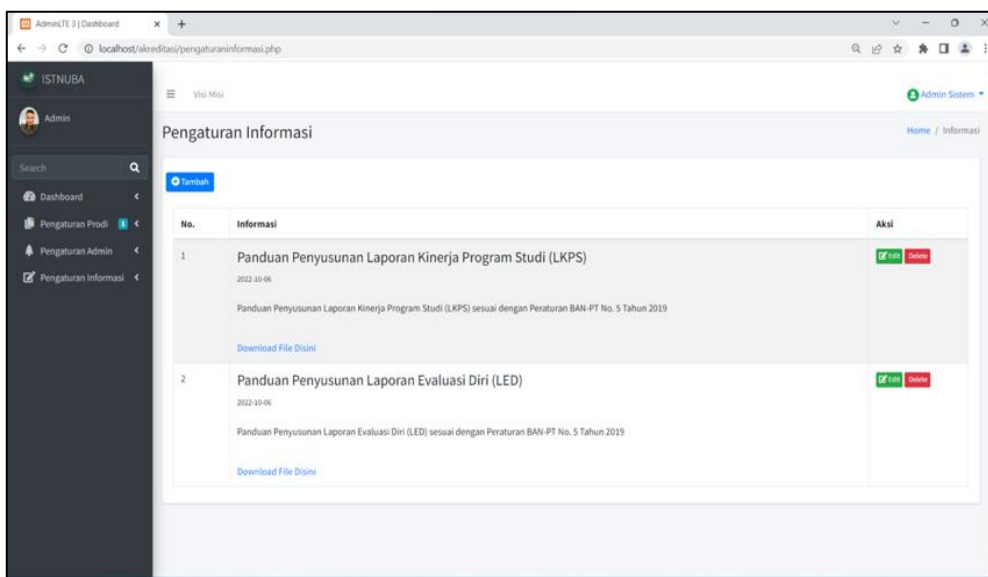 AdminLTE 3 | Dashboard
localhost/akreditasi/pengaturaninformasi.php
ISTNUBA
Visi Misi
Admin Sistem
Admin
Pengaturan Informasi
Home / Informasi
Search
Tambah
Dashboard
Pengaturan Prodi
Pengaturan Admin
Pengaturan Informasi
No.
Informasi
Aksi
1
Panduan Penyusunan Laporan Kinerja Program Studi (LKPS)
Edit
Delete
2022-10-06
Panduan Penyusunan Laporan Kinerja Program Studi (LKPS) sesuai dengan Peraturan BAN-PT No. 5 Tahun 2019
Download File Disini
2
Panduan Penyusunan Laporan Evaluasi Diri (LED)
Edit
Delete
2022-10-06
Panduan Penyusunan Laporan Evaluasi Diri (LED) sesuai dengan Peraturan BAN-PT No. 5 Tahun 2019
Download File Disini